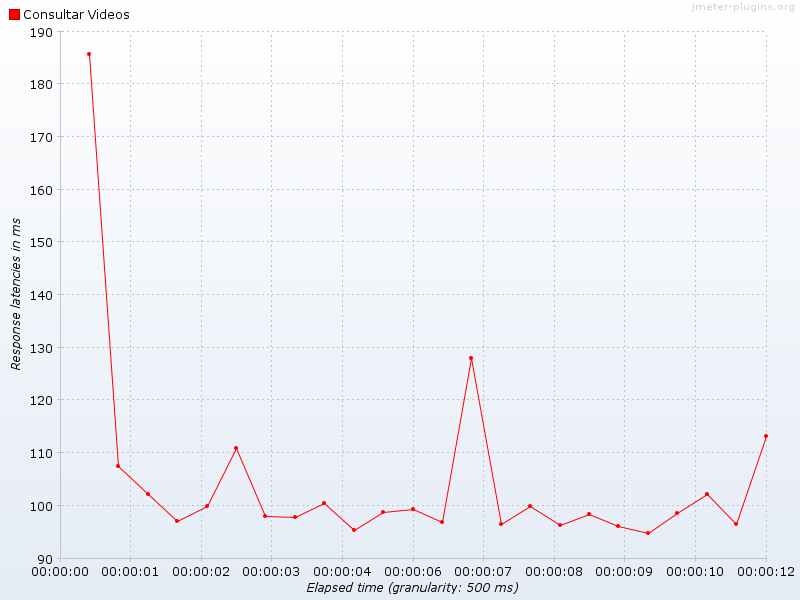 jmeter-plugins.org
Consultar Videos
190
180
170
160
150
140
130
120
110
100
90
Response latencies in ms
00:00:00 00:00:01 00:00:02 00:00:03 00:00:04 00:00:06 00:00:07 00:00:08 00:00:09 00:00:10 00:00:12
Elapsed time (granularity: 500 ms)